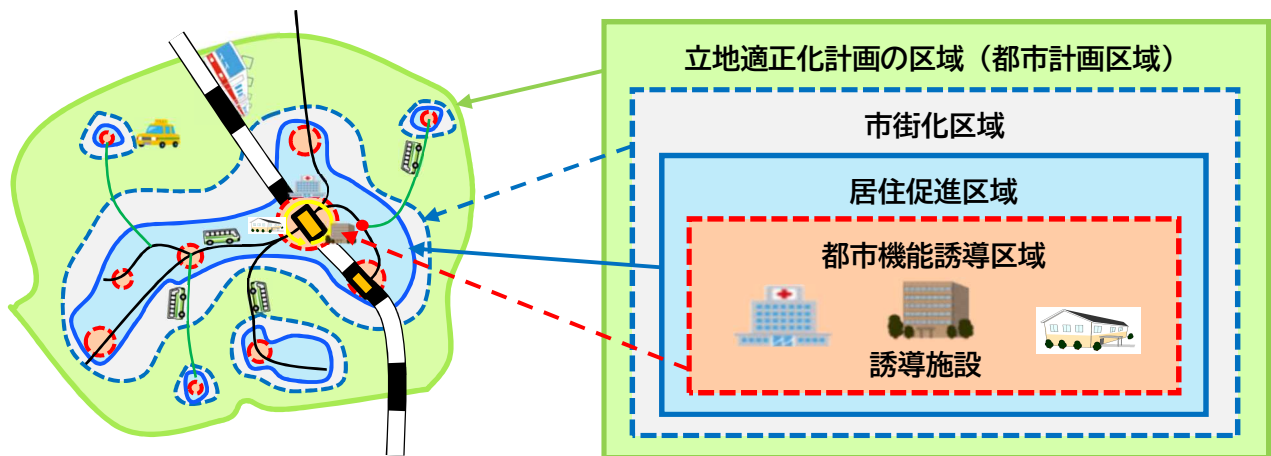 立地適正化計画の区域（都市計画区域）
市街化区域
居住促進区域
都市機能誘導区域
誘導施設